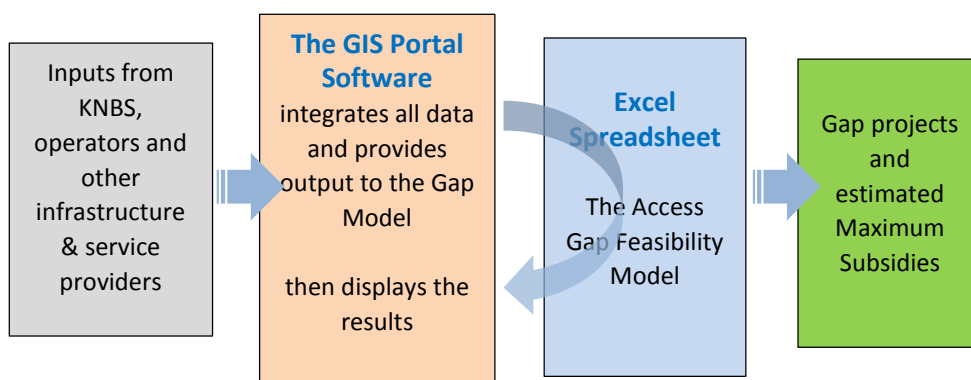 Inputs from
KNBS,
operators and
other
infrastructure
& service
providers
The GIS Portal
Software
integrates all data
and provides
output to the Gap
Model
then displays the
results
Excel
Spreadsheet
The Access
Gap Feasibility
Model
Gap projects
and
estimated
Maximum
Subsidies